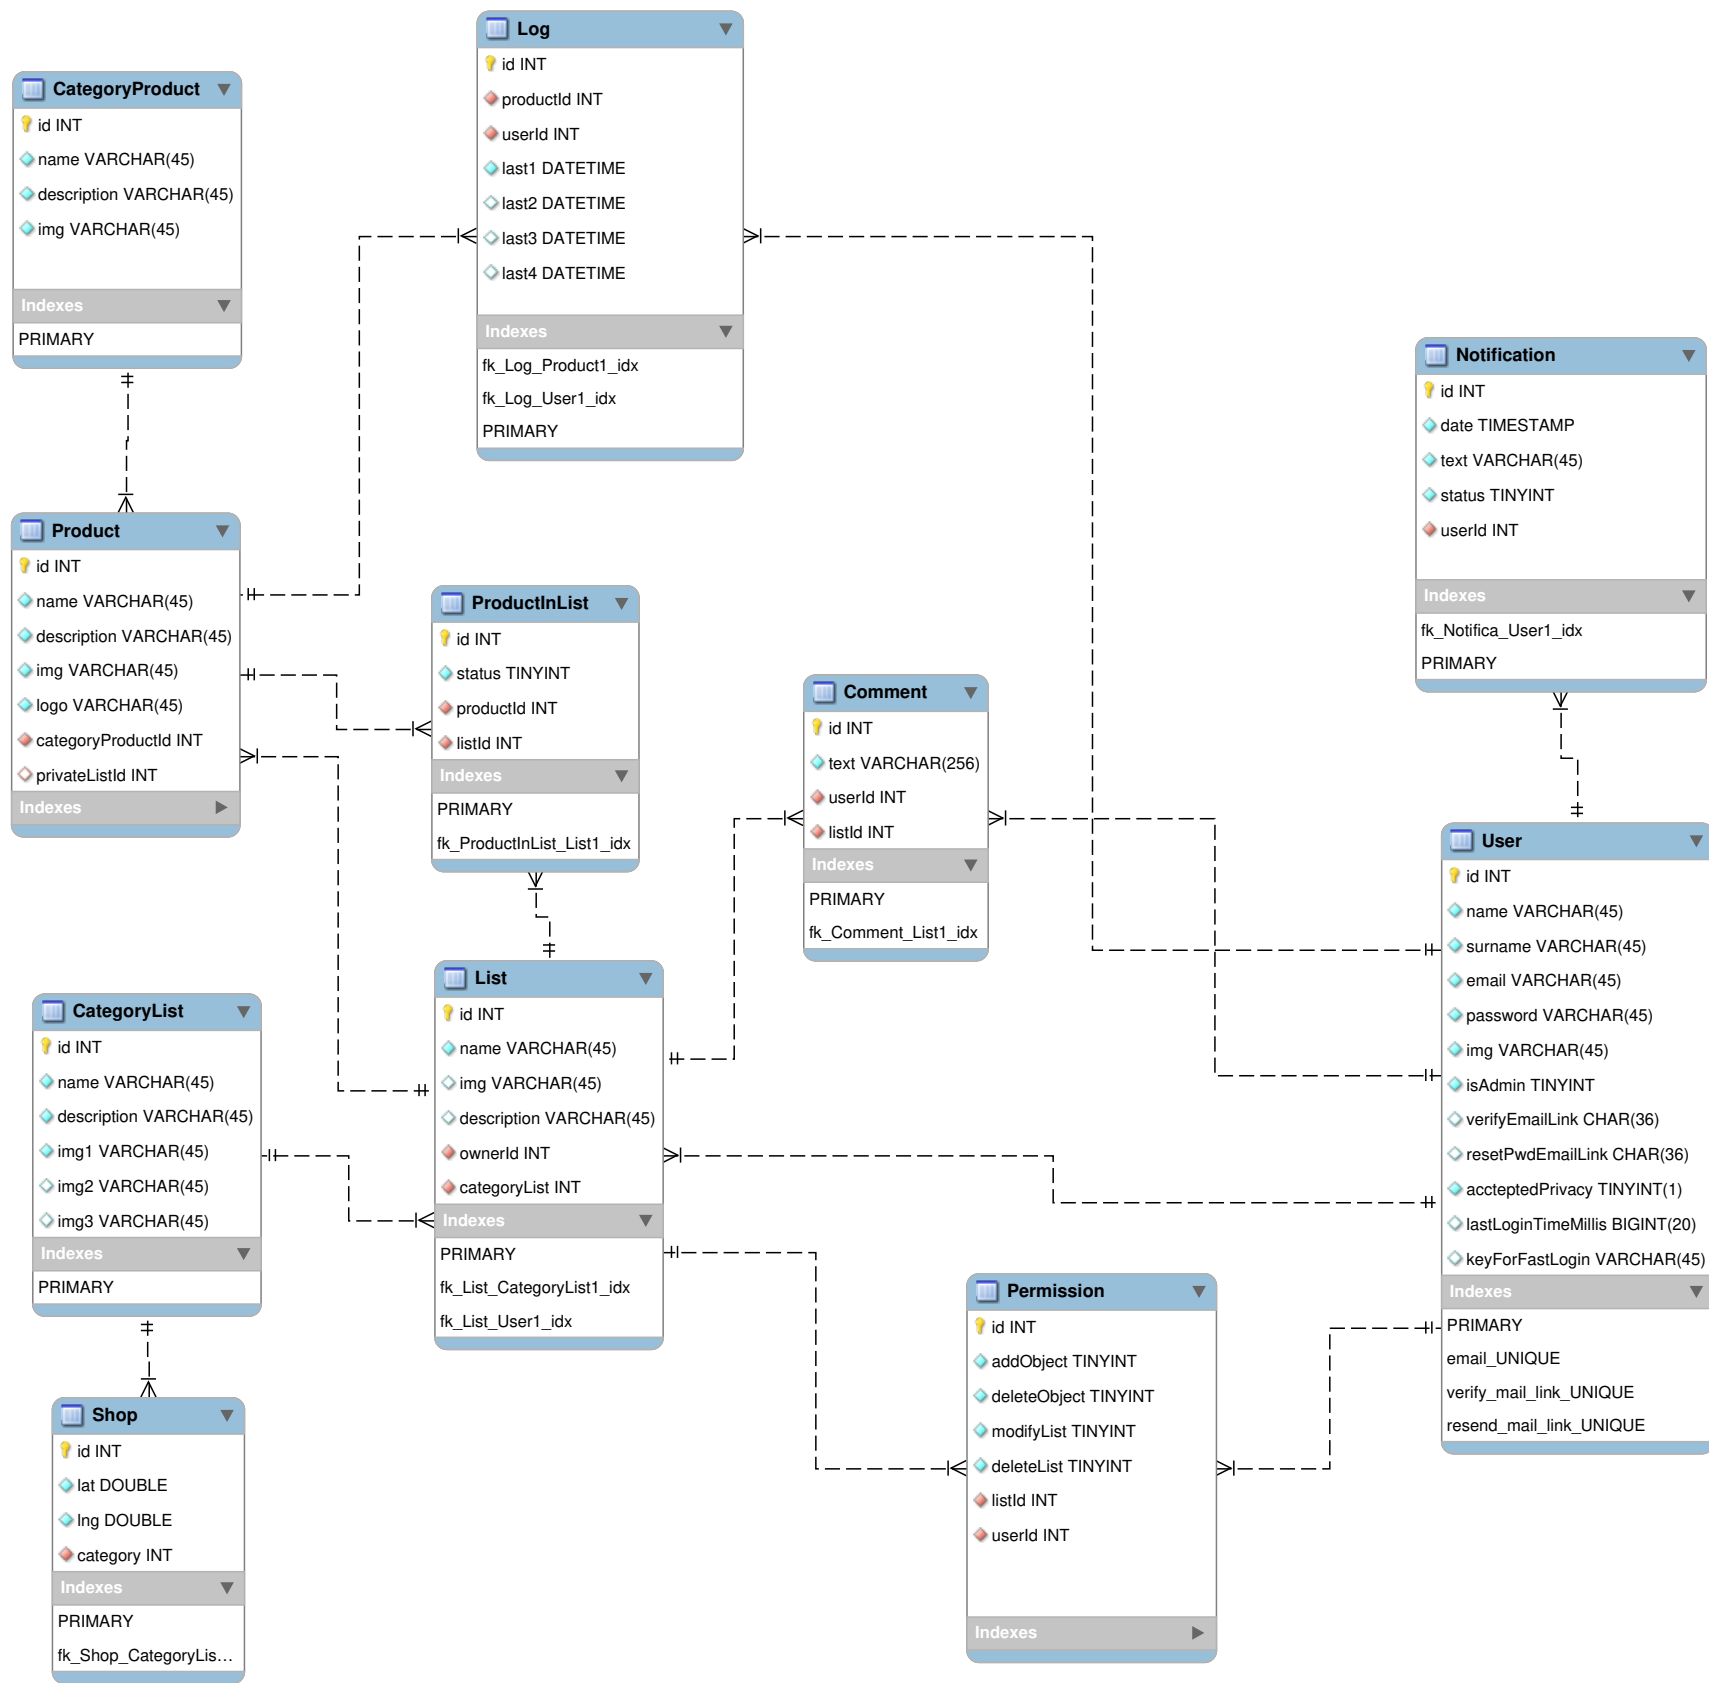 Log
id INT
productId INT
userId INT
last1 DATETIME
last2 DATETIME
last3 DATETIME
last4 DATETIME
Indexes
fk_Log_Product1_idx
fk_Log_User1_idx
PRIMARY
CategoryProduct
id INT
name VARCHAR(45)
description VARCHAR(45)
img VARCHAR(45)
Indexes
PRIMARY
Notification
id INT
date TIMESTAMP
text VARCHAR(45)
status TINYINT
userId INT
Indexes
fk_Notifica_User1_idx
PRIMARY
Product
id INT
name VARCHAR(45)
description VARCHAR(45)
img VARCHAR(45)
logo VARCHAR(45)
categoryProductId INT
privateListId INT
Indexes
ProductInList
id INT
status TINYINT
productId INT
listId INT
Indexes
PRIMARY
fk_ProductInList_List1_idx
Comment
id INT
text VARCHAR(256)
userId INT
listId INT
Indexes
PRIMARY
fk_Comment_List1_idx
User
id INT
name VARCHAR(45)
surname VARCHAR(45)
email VARCHAR(45)
password VARCHAR(45)
img VARCHAR(45)
isAdmin TINYINT
verifyEmailLink CHAR(36)
resetPwdEmailLink CHAR(36)
accteptedPrivacy TINYINT(1)
lastLoginTimeMillis BIGINT(20)
keyForFastLogin VARCHAR(45)
Indexes
PRIMARY
email_UNIQUE
verify_mail_link_UNIQUE
resend_mail_link_UNIQUE
List
id INT
name VARCHAR(45)
img VARCHAR(45)
description VARCHAR(45)
ownerId INT
categoryList INT
Indexes
PRIMARY
fk_List_CategoryList1_idx
fk_List_User1_idx
CategoryList
id INT
name VARCHAR(45)
description VARCHAR(45)
img1 VARCHAR(45)
img2 VARCHAR(45)
img3 VARCHAR(45)
Indexes
PRIMARY
Permission
id INT
addObject TINYINT
deleteObject TINYINT
modifyList TINYINT
deleteList TINYINT
listId INT
userId INT
Indexes
Shop
id INT
lat DOUBLE
lng DOUBLE
category INT
Indexes
PRIMARY
fk_Shop_CategoryLis...